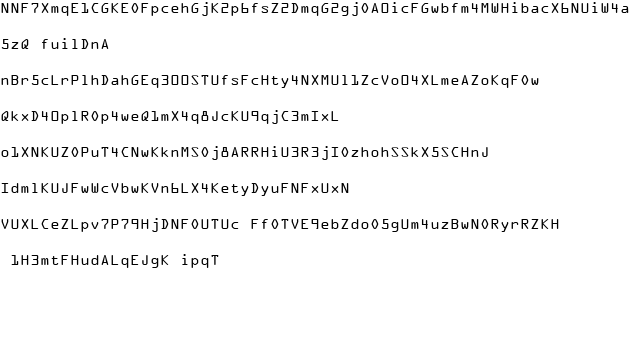 NNF7XmqE1CGKE0FpcehGjK2p6fsZ2DmqG2gj0AOicFGwbfm4MWHibacX6NUiW4a
5zQ fuilDnA
nBr5cLrPlhDahGEq3OOSTUfsFcHty4NXMUl1ZcVoO4XLmeAZoKqF0w
QkxD4OplR0p4weQ1mX4q8JcKU9qjC3mIxL
o1XNKUZ0PuT4CNwKknMS0j8ARRHiU3R3jI0zhohSSkX5SCHnJ
IdmlKUJFwWcVbwKVn6LX4KetyDyuFNFxUxN
VUXLCeZLpv7P79HjDNF0UTUc Ff0TVE9ebZdo05gUm4uzBwN0RyrRZKH
1H3mtFHudALqEJgK ipqT